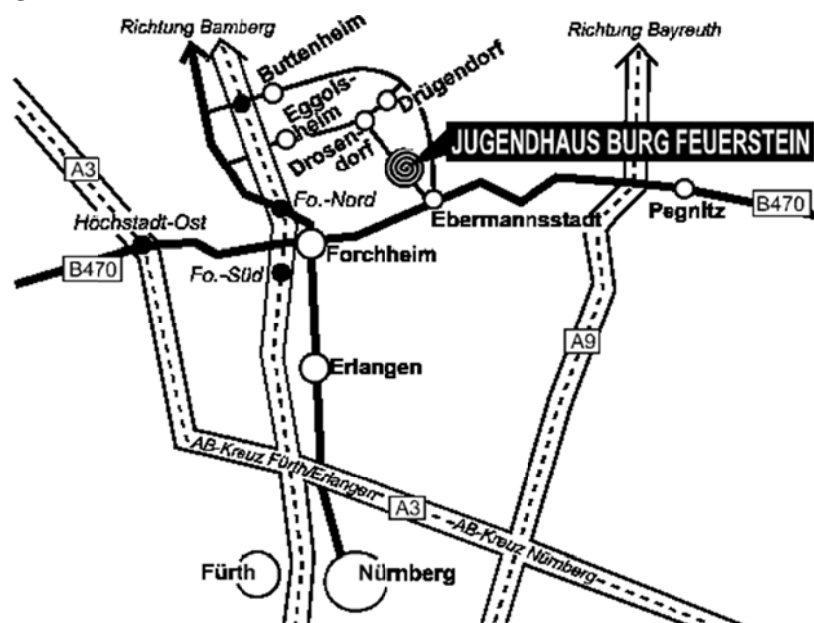 Richtung Bamberg
Richtung Bayreuth
Buttenheim
Eggols-
heim
Drügendorf
Drosen-
dorf
JUGENDHAUS BURG FEUERSTEIN
A3
Fo.-Nord
Ebermannsstadt
Pegnitz
B470
Höchstadt-Ost
Forchheim
B470
Fo.-Süd
A9
Erlangen
AB-Kreuz Fürth/Erlangen
A3
AB-Kreuz Nürnberg
Fürth
Nürnberg